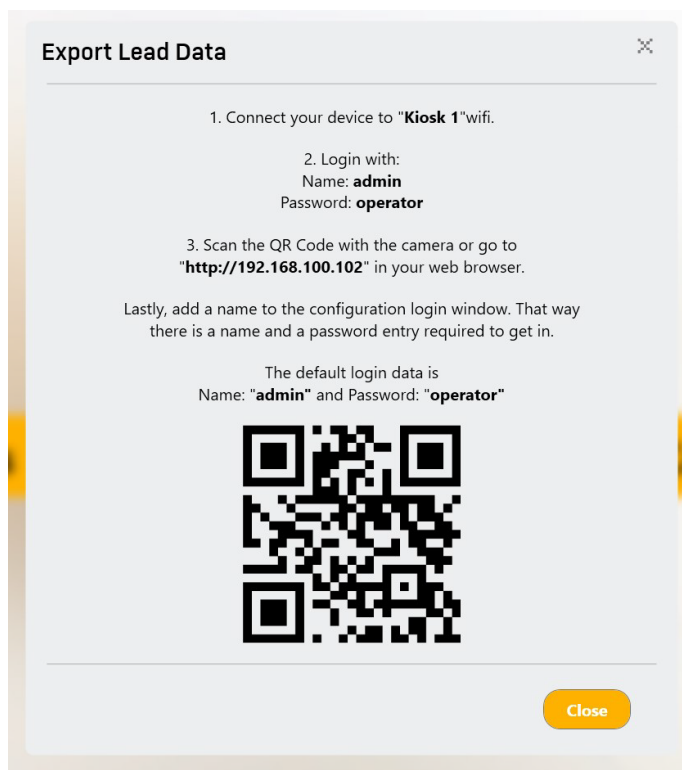 Export Lead Data
1. Connect your device to "Kiosk 1"wifi.
2. Login with:
Name: admin
Password: operator
3. Scan the QR Code with the camera or go to
"http://192.168.100.102" in your web browser.
Lastly, add a name to the configuration login window. That way
there is a name and a password entry required to get in.
The default login data is
Name: "admin" and Password: "operator"
Close